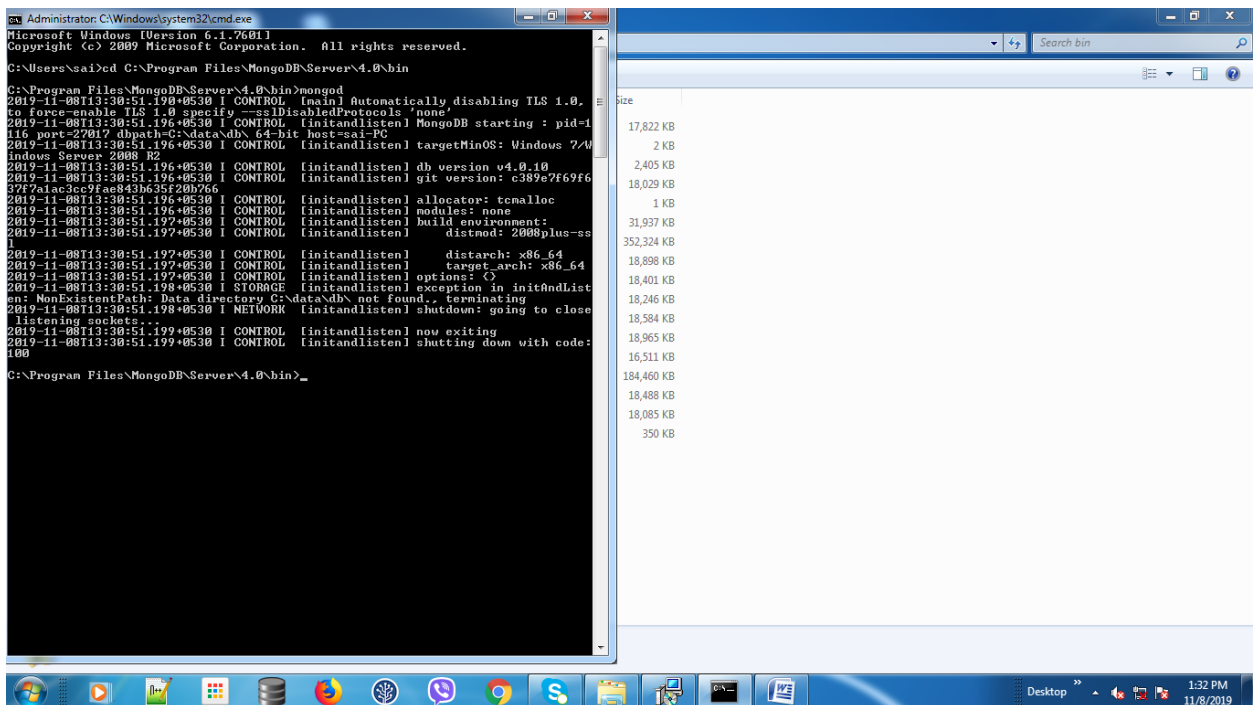 Administrator: C:\Windows\system32\cmd.exe
Microsoft Windows [Version 6.1.7601]
Copyright (c) 2009 Microsoft Corporation.  All rights reserved.
C:\Users\sai>cd C:\Program Files\MongoDB\Server\4.0\bin
C:\Program Files\MongoDB\Server\4.0\bin>mongod
2019-11-08T13:30:51.190+0530 I CONTROL  [main] Automatically disabling TLS 1.0,
to force-enable TLS 1.0 specify --sslDisabledProtocols 'none'
2019-11-08T13:30:51.196+0530 I CONTROL  [initandlisten] MongoDB starting : pid=1
116 port=27017 dbpath=C:\data\db\ 64-bit host=sai-PC
2019-11-08T13:30:51.196+0530 I CONTROL  [initandlisten] targetMinOS: Windows 7/W
indows Server 2008 R2
2019-11-08T13:30:51.196+0530 I CONTROL  [initandlisten] db version v4.0.10
2019-11-08T13:30:51.196+0530 I CONTROL  [initandlisten] git version: c389e7f69f6
37f7a1ac3cc9fae843b635f20b766
2019-11-08T13:30:51.196+0530 I CONTROL  [initandlisten] allocator: tcmalloc
2019-11-08T13:30:51.196+0530 I CONTROL  [initandlisten] modules: none
2019-11-08T13:30:51.197+0530 I CONTROL  [initandlisten] build environment:
2019-11-08T13:30:51.197+0530 I CONTROL  [initandlisten]     distmod: 2008plus-ss
l
2019-11-08T13:30:51.197+0530 I CONTROL  [initandlisten]     distarch: x86_64
2019-11-08T13:30:51.197+0530 I CONTROL  [initandlisten]     target_arch: x86_64
2019-11-08T13:30:51.197+0530 I CONTROL  [initandlisten] options: {}
2019-11-08T13:30:51.198+0530 I STORAGE  [initandlisten] exception in initAndList
en: NonExistentPath: Data directory C:\data\db\ not found., terminating
2019-11-08T13:30:51.198+0530 I NETWORK  [initandlisten] shutdown: going to close
 listening sockets...
2019-11-08T13:30:51.199+0530 I CONTROL  [initandlisten] now exiting
2019-11-08T13:30:51.199+0530 I CONTROL  [initandlisten] shutting down with code:
100
C:\Program Files\MongoDB\Server\4.0\bin>_
Search bin
Size
17,822 KB
2 KB
2,405 KB
18,029 KB
1 KB
31,937 KB
352,324 KB
18,898 KB
18,401 KB
18,246 KB
18,584 KB
18,965 KB
16,511 KB
184,460 KB
18,488 KB
18,085 KB
350 KB
Desktop
1:32 PM
11/8/2019